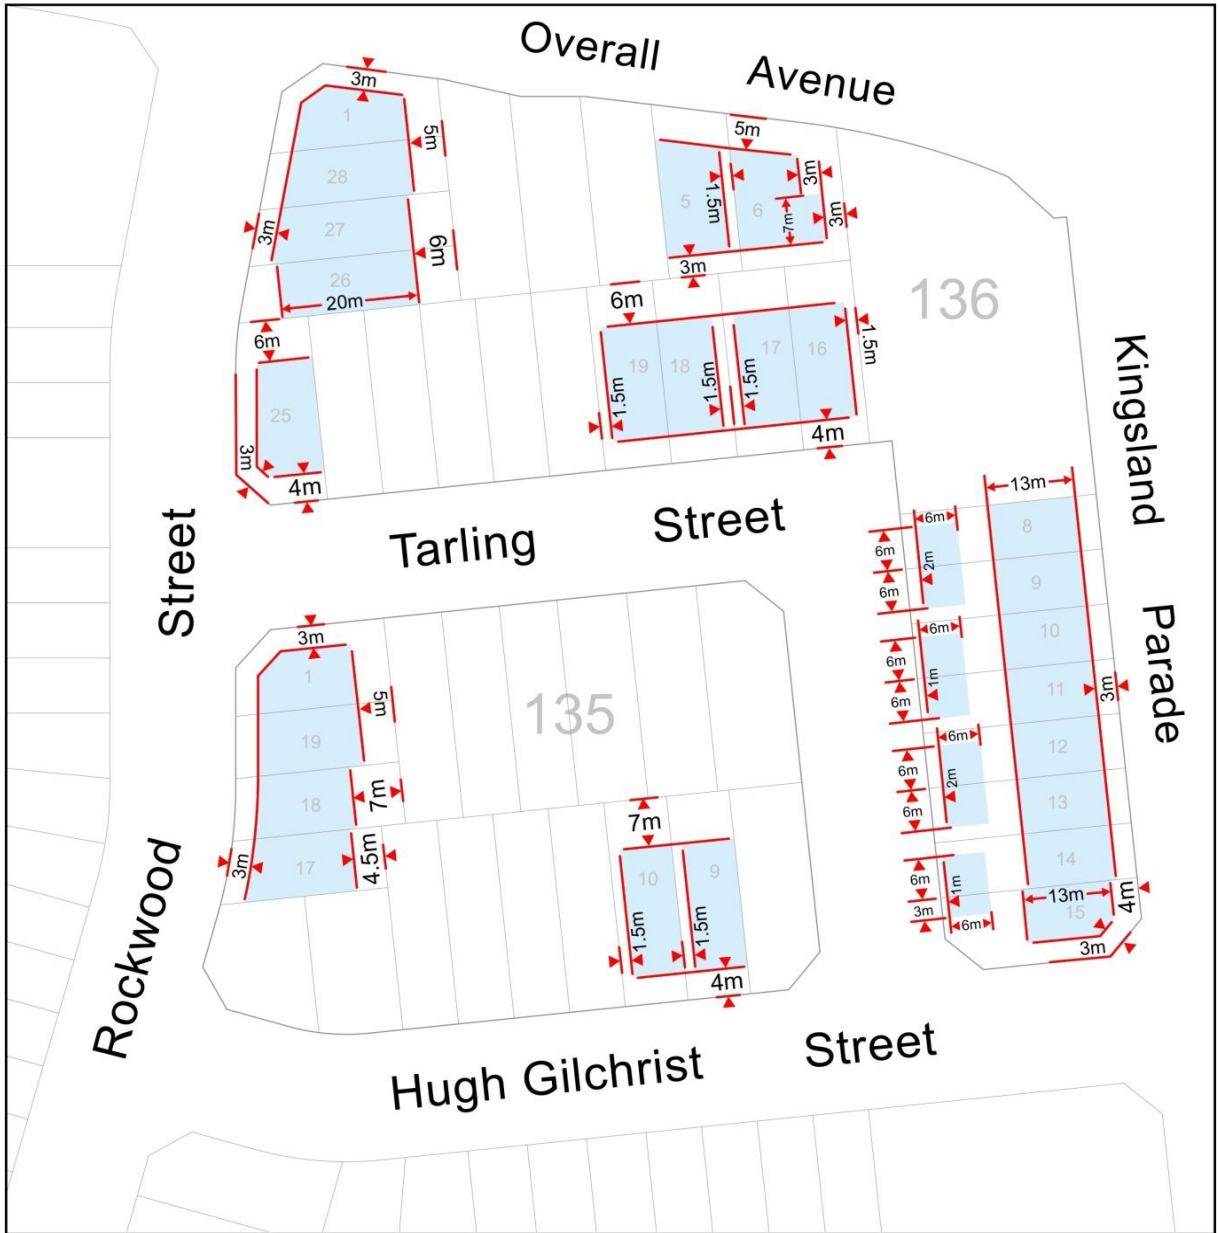 Overall Avenue
3m
1
5m
28
3m
27
6m
26
20m
5m
3m
1.5m
5
6
7m
3m
3m
136
6m
6m
19
18
17
16
1.5m
1.5m
1.5m
1.5m
4m
25
3m
4m
Kingsland
Parade
Tarling Street
13m
8
9
10
11
12
13
14
13m
15
3m
4m
3m
6m
6m
2m
6m
6m
6m
1m
6m
6m
6m
2m
6m
6m
1m
3m
6m
Street
Rockwood
3m
1
5m
19
18
7m
17
3m
4.5m
135
7m
10
9
1.5m
1.5m
4m
Hugh Gilchrist Street